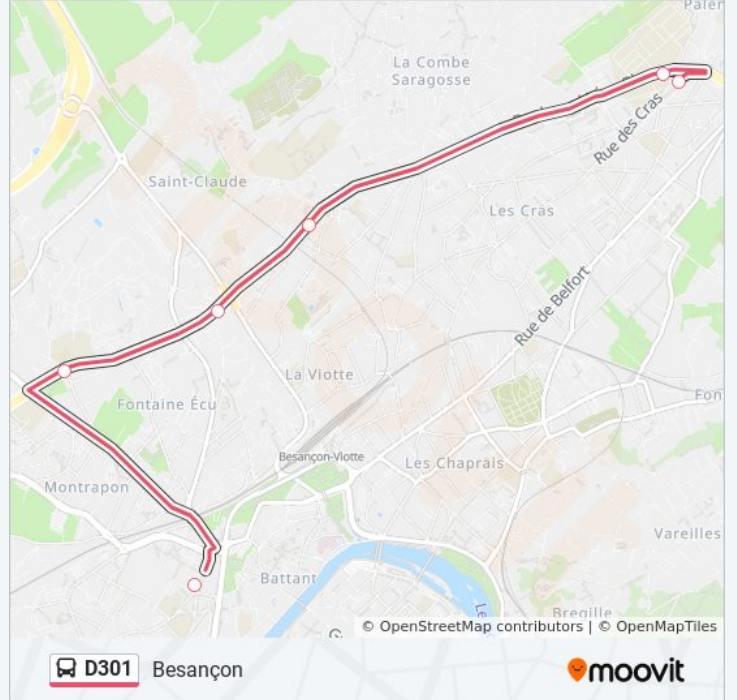 Palen
La Combe
Saragosse
Rue des Cras
Saint-Claude
Les Cras
Rue de Belfort
La Viotte
Fontaine Écu
Fon
Besançon-Viotte
Les Chaprais
Montrapon
Vareilles
Battant
Bregille
Le
© OpenStreetMap contributors | © OpenMapTiles
D301 Besançon
moovit